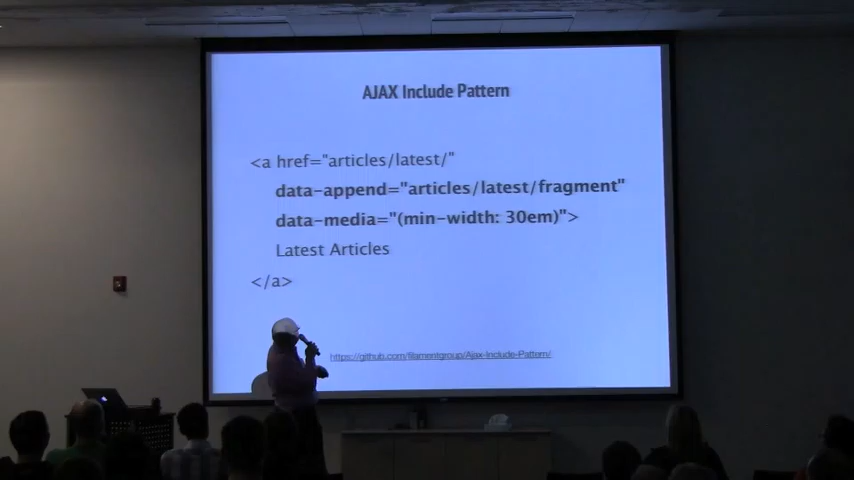 AJAX Include Pattern
<a href="articles/latest/"
data-append="articles/latest/fragment"
data-media="(min-width: 30em)">
Latest Articles
</a>
https://github.com/filamentgroup/Ajax-Include-Pattern/